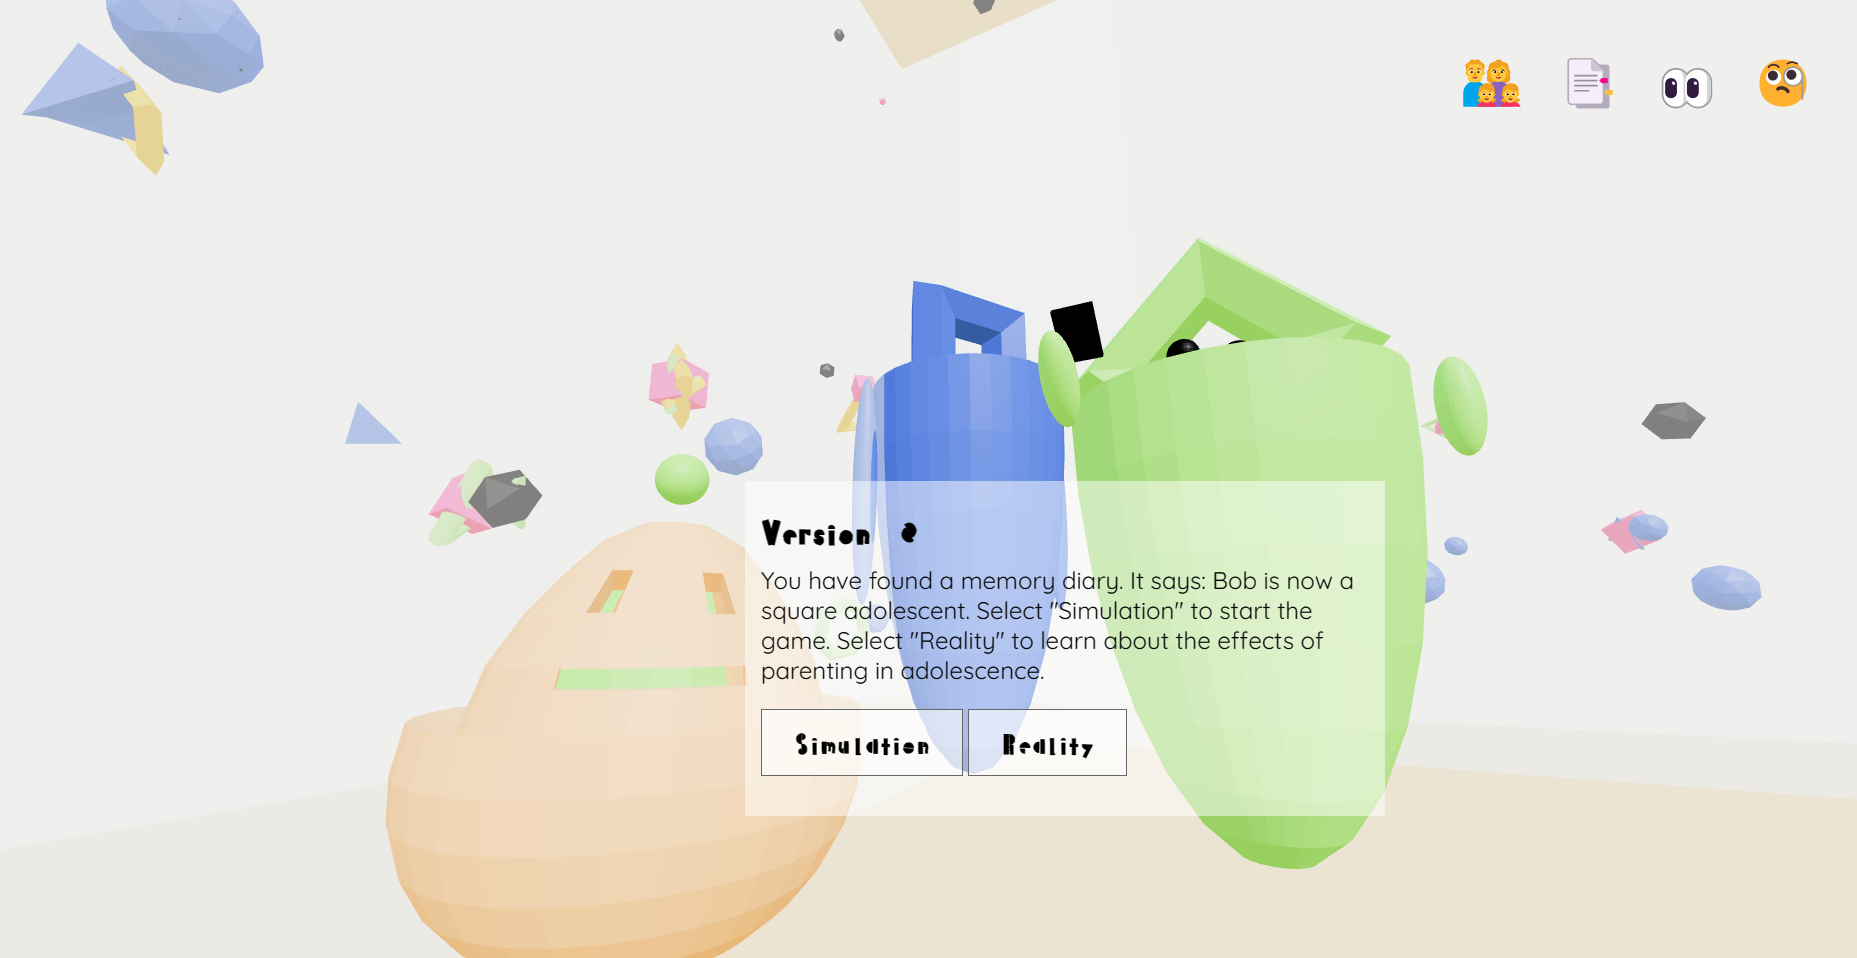 Version
You have found a memory diary. It says: Bob is now a
square adolescent. Select "Simulation" to start the
game. Select "Reality" to learn about the effects of
parenting in adolescence.
Simulation
Reality